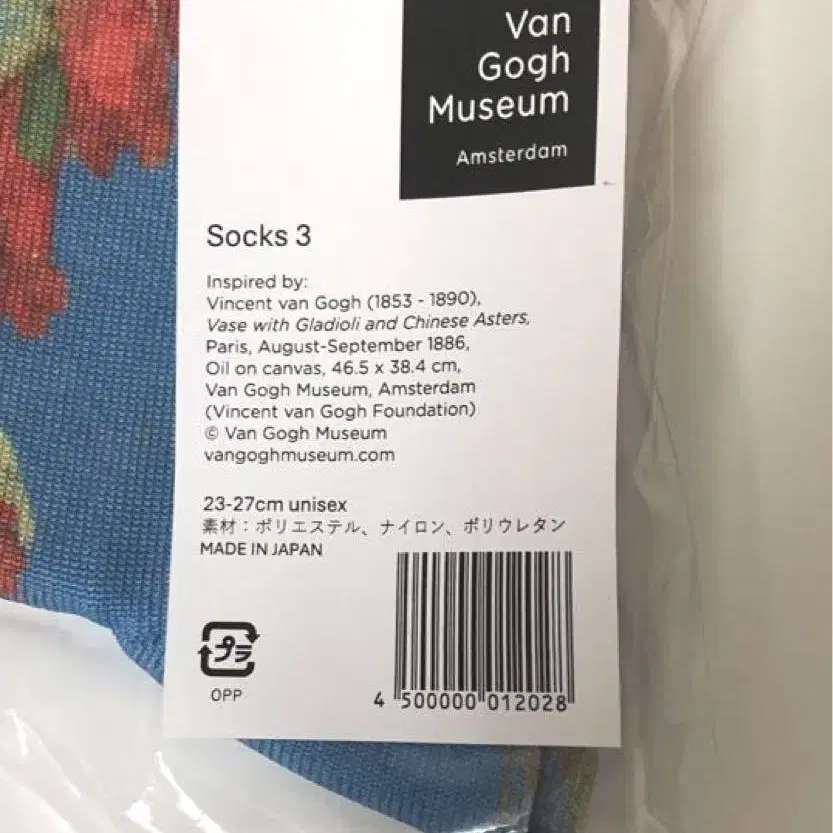 Van
Gogh
Museum
Amsterdam
Socks 3
Inspired by:
Vincent van Gogh (1853 - 1890),
Vase with Gladioli and Chinese Asters,
Paris, August-September 1886,
Oil on canvas, 46.5 x 38.4 cm,
Van Gogh Museum, Amsterdam
(Vincent van Gogh Foundation)
© Van Gogh Museum
vangoghmuseum.com
23-27cm unisex
素材：ポリエステル、ナイロン、ポリウレタン
MADE IN JAPAN
プラ
OPP
4 500000 012028